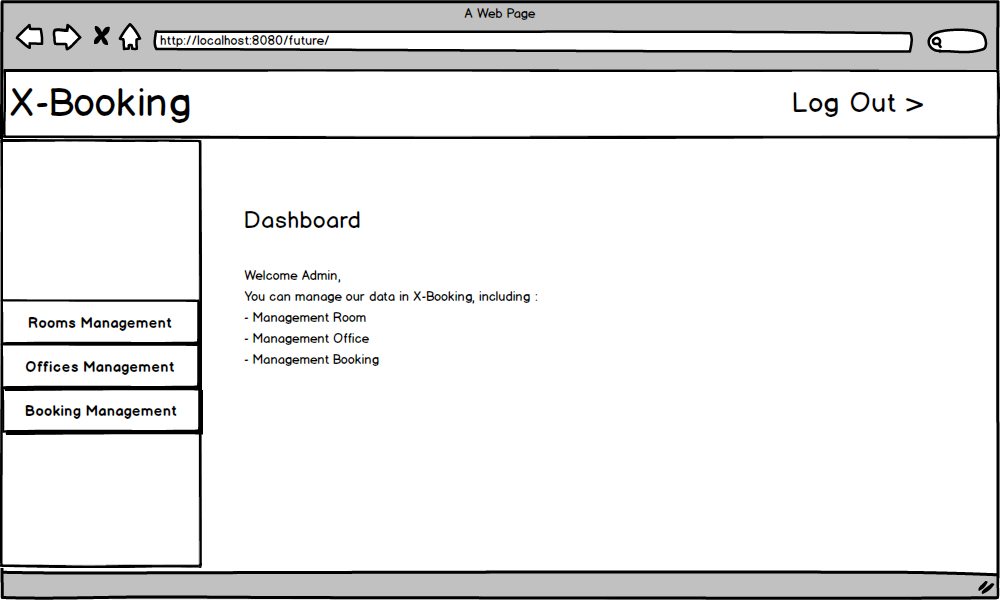 A Web Page
http://localhost:8080/future/
X-Booking
Log Out >
Rooms Management
Offices Management
Booking Management
Dashboard
Welcome Admin,
You can manage our data in X-Booking, including :
- Management Room
- Management Office
- Management Booking